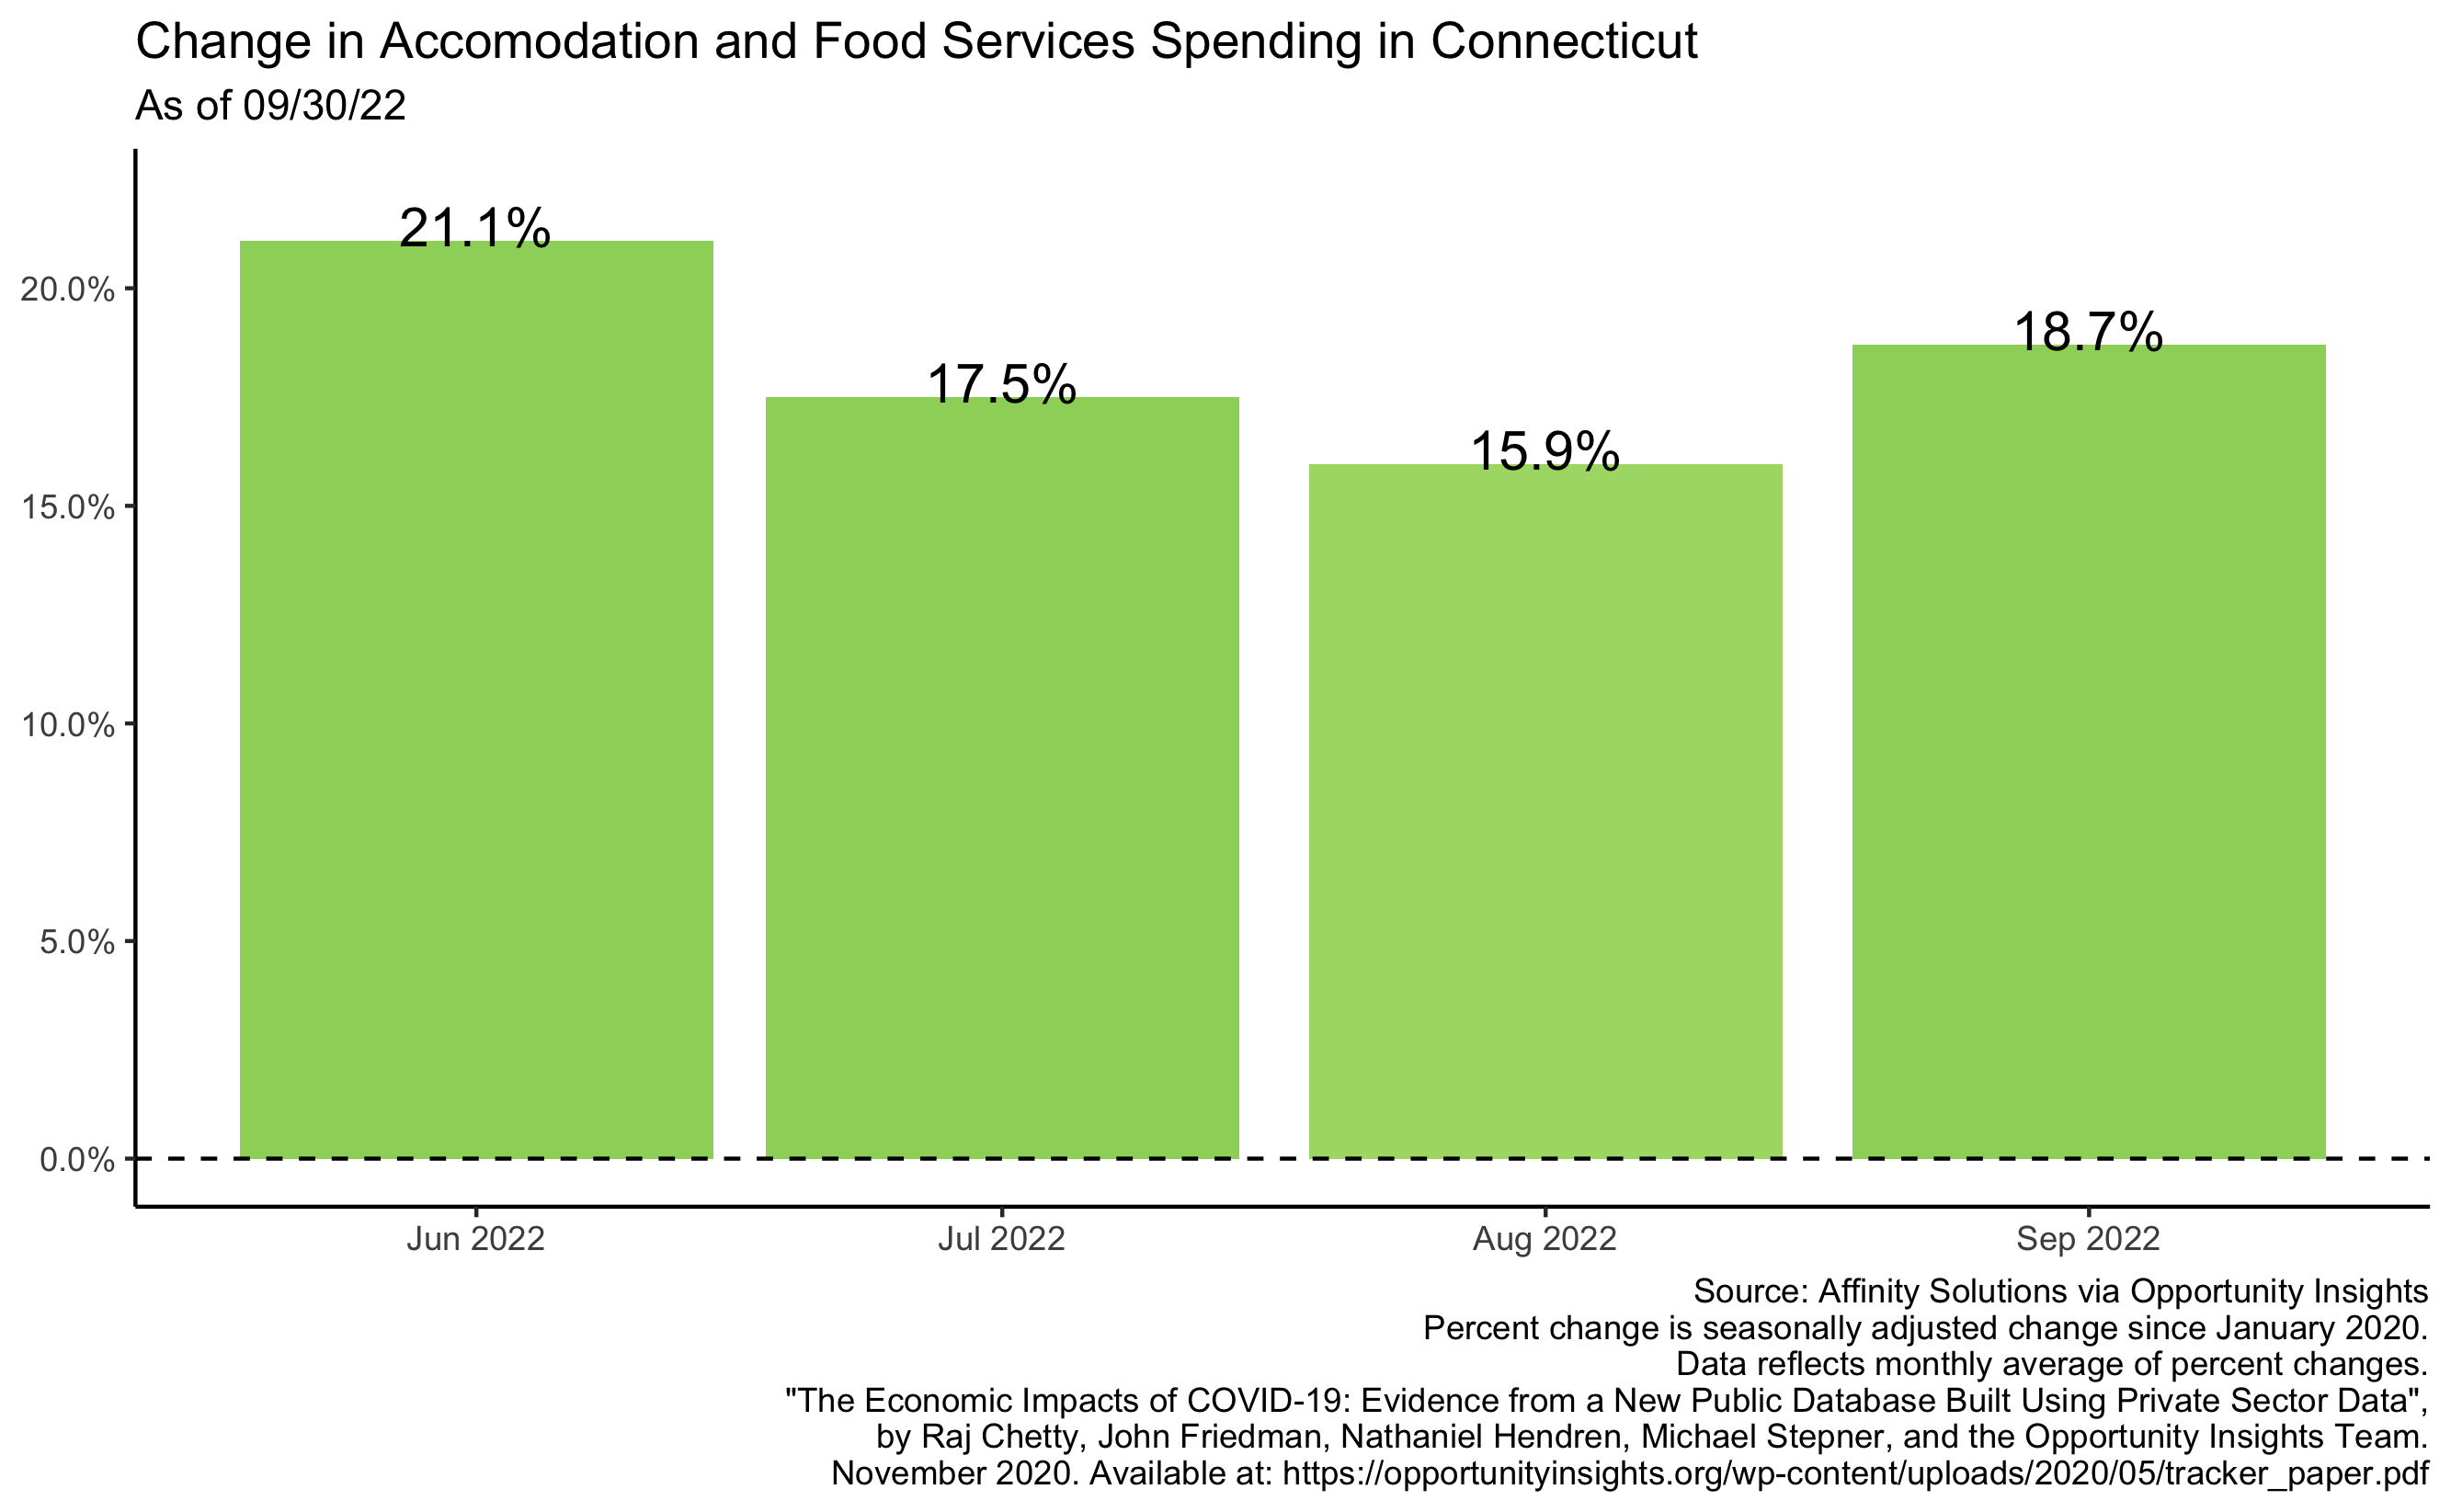 Change in Accomodation and Food Services Spending in Connecticut
As of 09/30/22
21.1%
17.5%
15.9%
18.7%
20.0%
15.0%
10.0%
5.0%
0.0%
Jun 2022
Jul 2022
Aug 2022
Sep 2022
Source: Affinity Solutions via Opportunity Insights
Percent change is seasonally adjusted change since January 2020.
Data reflects monthly average of percent changes.
"The Economic Impacts of COVID-19: Evidence from a New Public Database Built Using Private Sector Data",
by Raj Chetty, John Friedman, Nathaniel Hendren, Michael Stepner, and the Opportunity Insights Team.
November 2020. Available at: https://opportunityinsights.org/wp-content/uploads/2020/05/tracker_paper.pdf